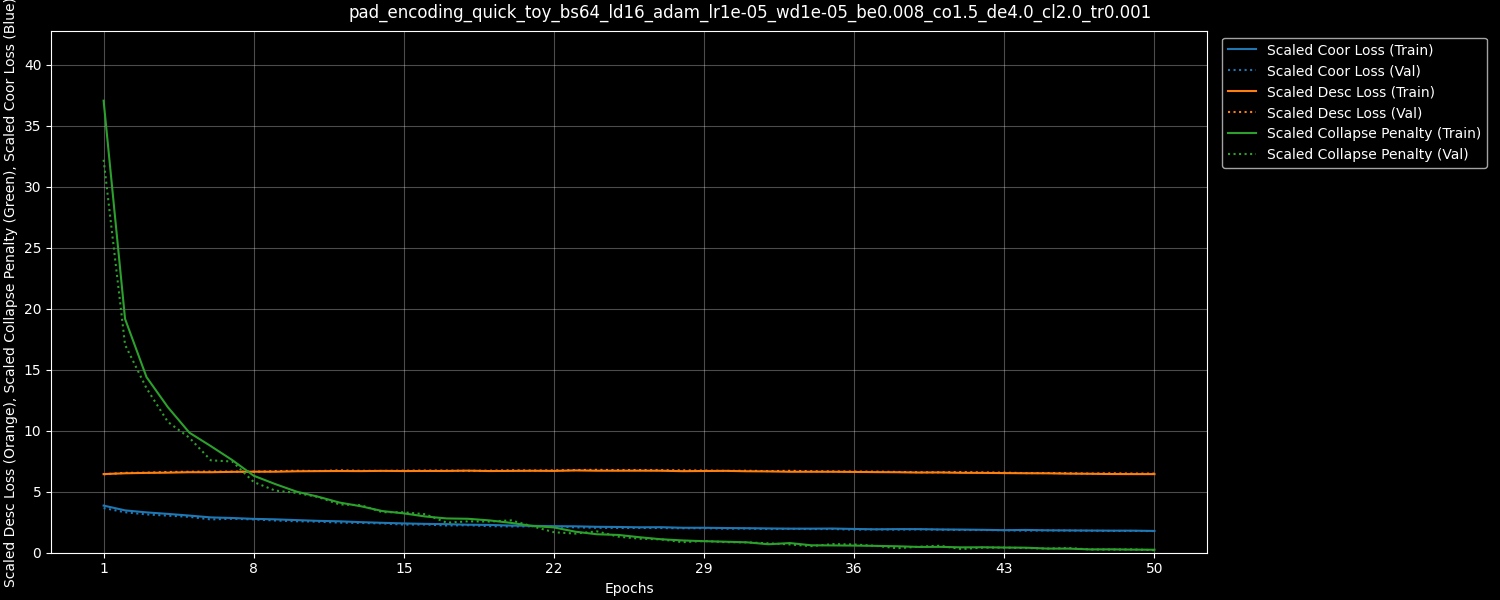 pad_encoding_quick_toy_bs64_ld16_adam_lr1e-05_wd1e-05_be0.008_co1.5_de4.0_cl2.0_tr0.001
Scaled Desc Loss (Orange), Scaled Collapse Penalty (Green), Scaled Coor Loss (Blue)
40
35
30
25
20
15
10
5
0
1 8 15 22 29 36 43 50
Epochs
Scaled Coor Loss (Train)
Scaled Coor Loss (Val)
Scaled Desc Loss (Train)
Scaled Desc Loss (Val)
Scaled Collapse Penalty (Train)
Scaled Collapse Penalty (Val)